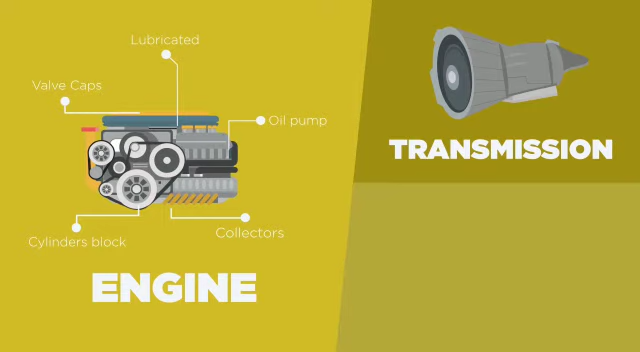 Lubricated
Valve Caps
Oil pump
Cylinders block
Collectors
ENGINE
TRANSMISSION